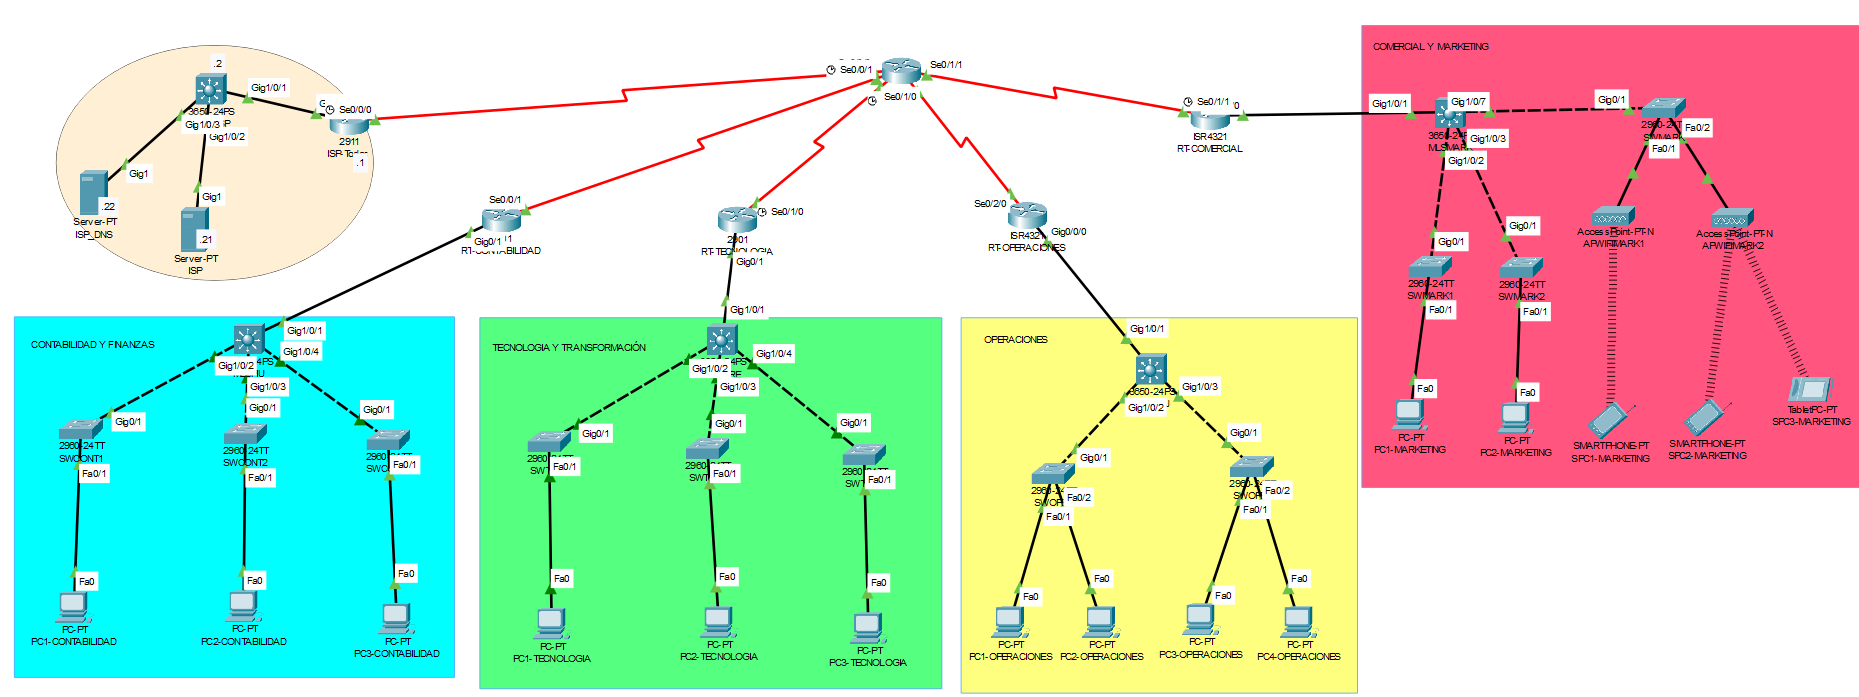 COMERCIAL Y MARKETING
.2
Gig1/0/1
Se0/0/0
3650-24PS
Gig1/0/3
Gig1/0/2
2911
.1
Gig1
.22
Server-PT
ISP_DNS
Gig1
.21
Server-PT
ISP
Se0/0/1
Se0/1/1
Se0/1/0
Se0/1/1
ISR4321
RT-COMERCIAL
Gig1/0/1
Gig1/0/7
Gig0/1
Gig1/0/3
Gig1/0/2
Fa0/2
Fa0/1
Se0/0/1
Gig0/1
RT-CONTABILIDAD
Se0/1/0
2901
RT-TECNOLOGIA
Gig0/1
Se0/2/0
ISR4321
RT-OPERACIONES
Gig0/0/0
Access Point-PT-N
APWIFIMARK1
Access Point-PT-N
APWIFIMARK2
Gig0/1
Gig0/1
2960-24TT
SWMARK1
2960-24TT
SWMARK2
Fa0/1
Fa0/1
Fa0
Fa0
PC-PT
PC1-MARKETING
PC-PT
PC2-MARKETING
SMARTPHONE-PT
SPC1-MARKETING
SMARTPHONE-PT
SPC2-MARKETING
TabletPC-PT
SPC3-MARKETING
CONTABILIDAD Y FINANZAS
Gig1/0/1
Gig1/0/4
Gig1/0/2
Gig1/0/3
Gig0/1
Gig0/1
Gig0/1
2960-24TT
SWCONT1
2960-24TT
SWCONT2
Fa0/1
Fa0/1
Fa0/1
Fa0
Fa0
Fa0
PC-PT
PC1-CONTABILIDAD
PC-PT
PC2-CONTABILIDAD
PC-PT
PC3-CONTABILIDAD
TECNOLOGIA Y TRANSFORMACIÓN
Gig1/0/1
Gig1/0/4
Gig1/0/2
Gig1/0/3
Gig0/1
Gig0/1
Gig0/1
Fa0/1
Fa0/1
Fa0/1
Fa0
Fa0
Fa0
PC-PT
PC1-TECNOLOGIA
PC-PT
PC2-TECNOLOGIA
PC-PT
PC3-TECNOLOGIA
OPERACIONES
Gig1/0/1
Gig1/0/3
3650-24PS
Gig1/0/2
Gig0/1
Gig0/1
Fa0/2
Fa0/1
Fa0/2
Fa0/1
Fa0
Fa0
Fa0
Fa0
PC-PT
PC1-OPERACIONES
PC-PT
PC2-OPERACIONES
PC-PT
PC3-OPERACIONES
PC-PT
PC4-OPERACIONES